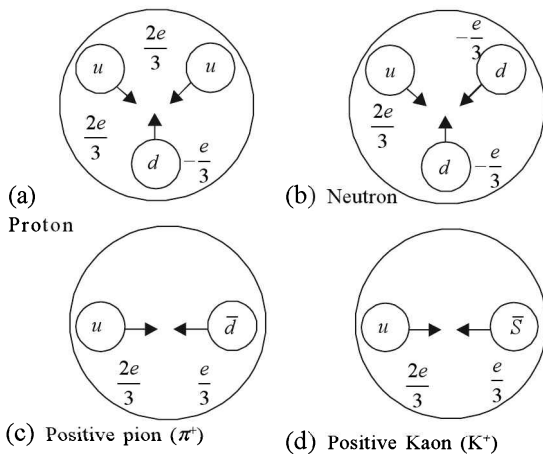 2e/3
u u
2e/3
d −e/3
(a)
Proton
−e/3
u d
2e/3
d −e/3
(b) Neutron
u d̅
2e/3 e/3
(c) Positive pion (π⁺)
u S̅
2e/3 e/3
(d) Positive Kaon (K⁺)